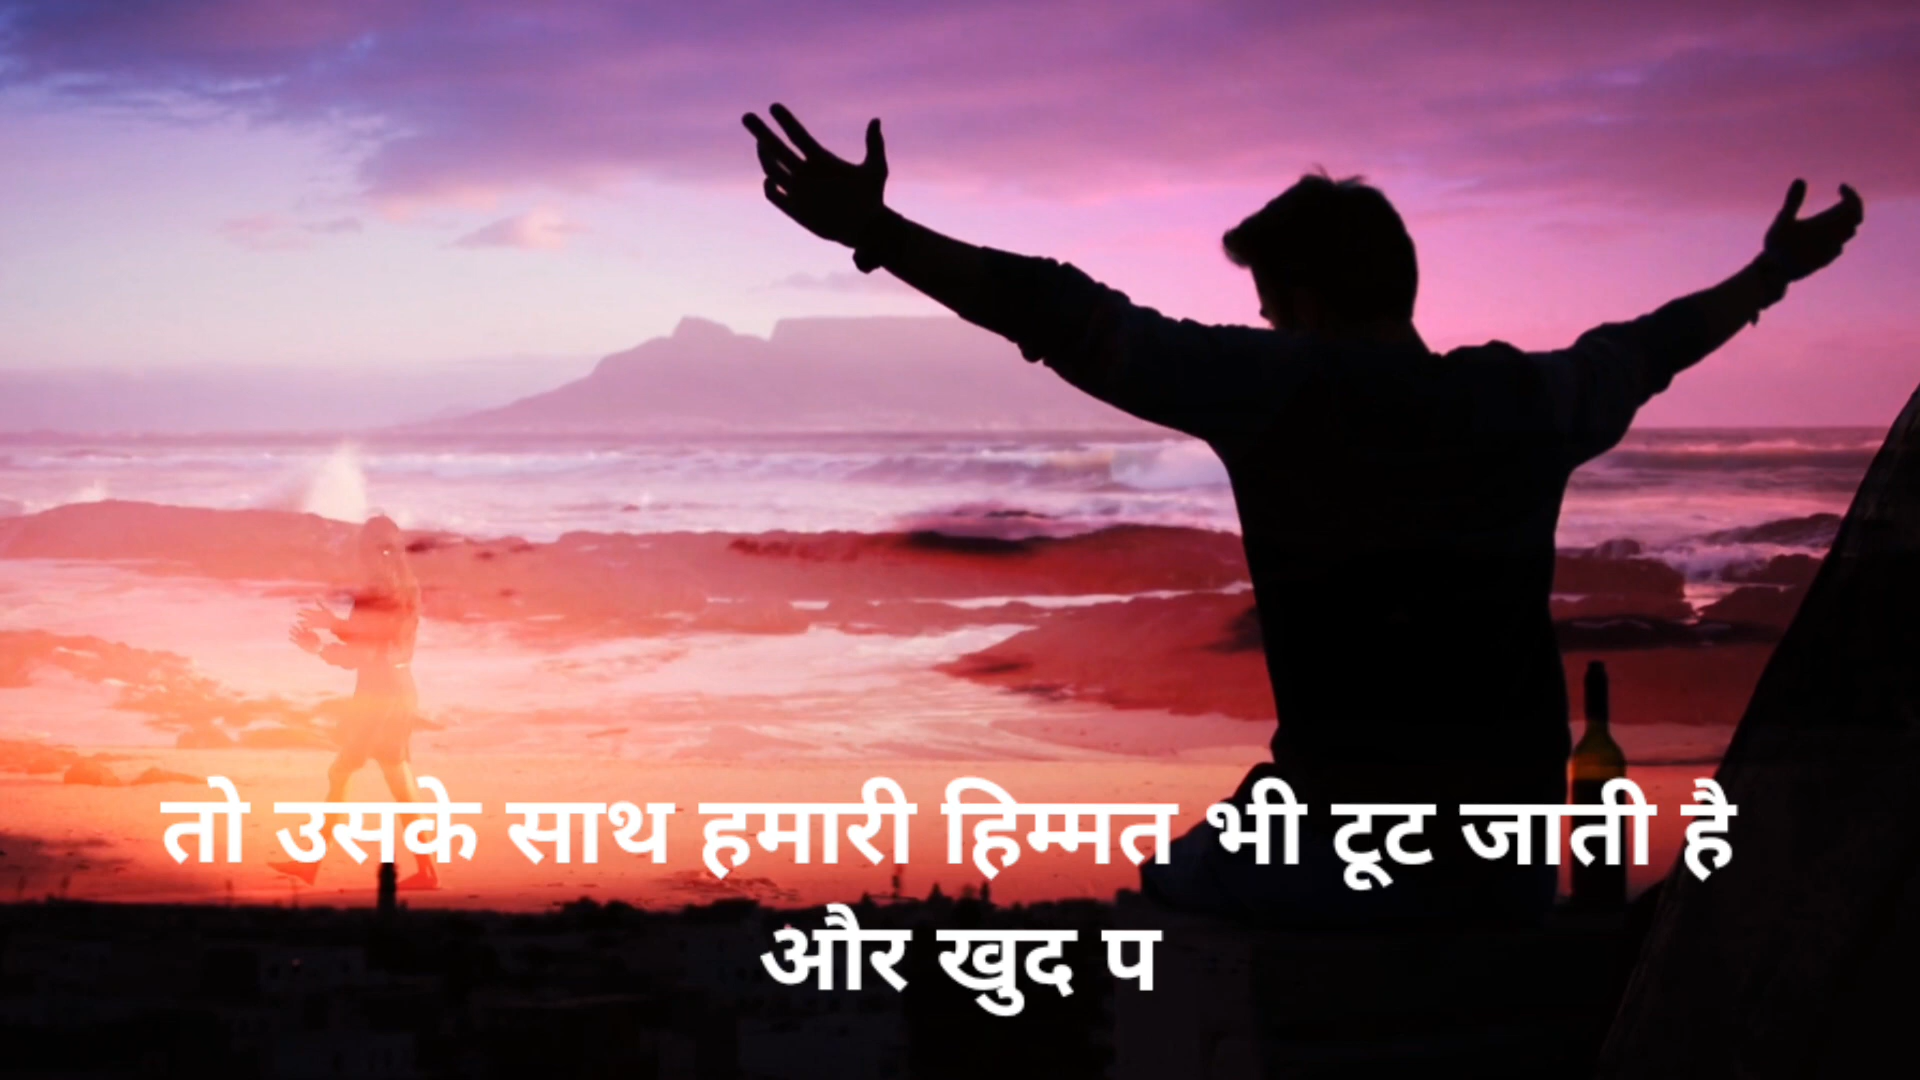 तो उसके साथ हमारी हिम्मत भी टूट जाती है
और खुद प